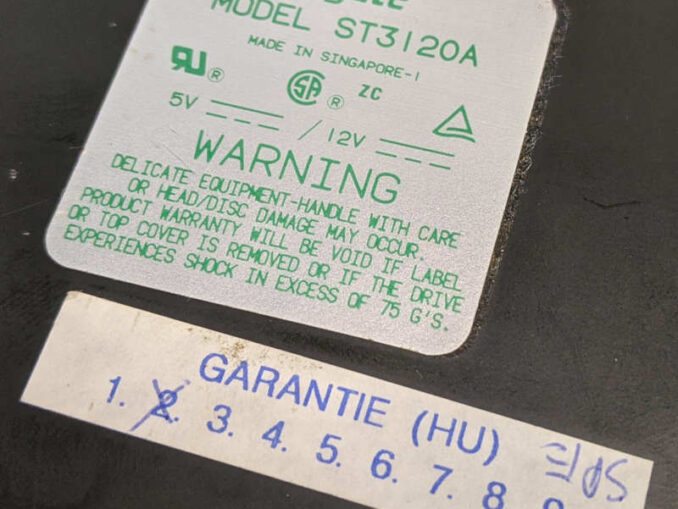 MODEL ST3120A
MADE IN SINGAPORE-1
5V / 12V
ZC
WARNING
DELICATE EQUIPMENT-HANDLE WITH CARE
OR HEAD/DISC DAMAGE MAY OCCUR.
PRODUCT WARRANTY WILL BE VOID IF LABEL
OR TOP COVER IS REMOVED OR IF THE DRIVE
EXPERIENCES SHOCK IN EXCESS OF 75 G'S.
GARANTIE (HU)
1. 2. 3. 4. 5. 6. 7. 8